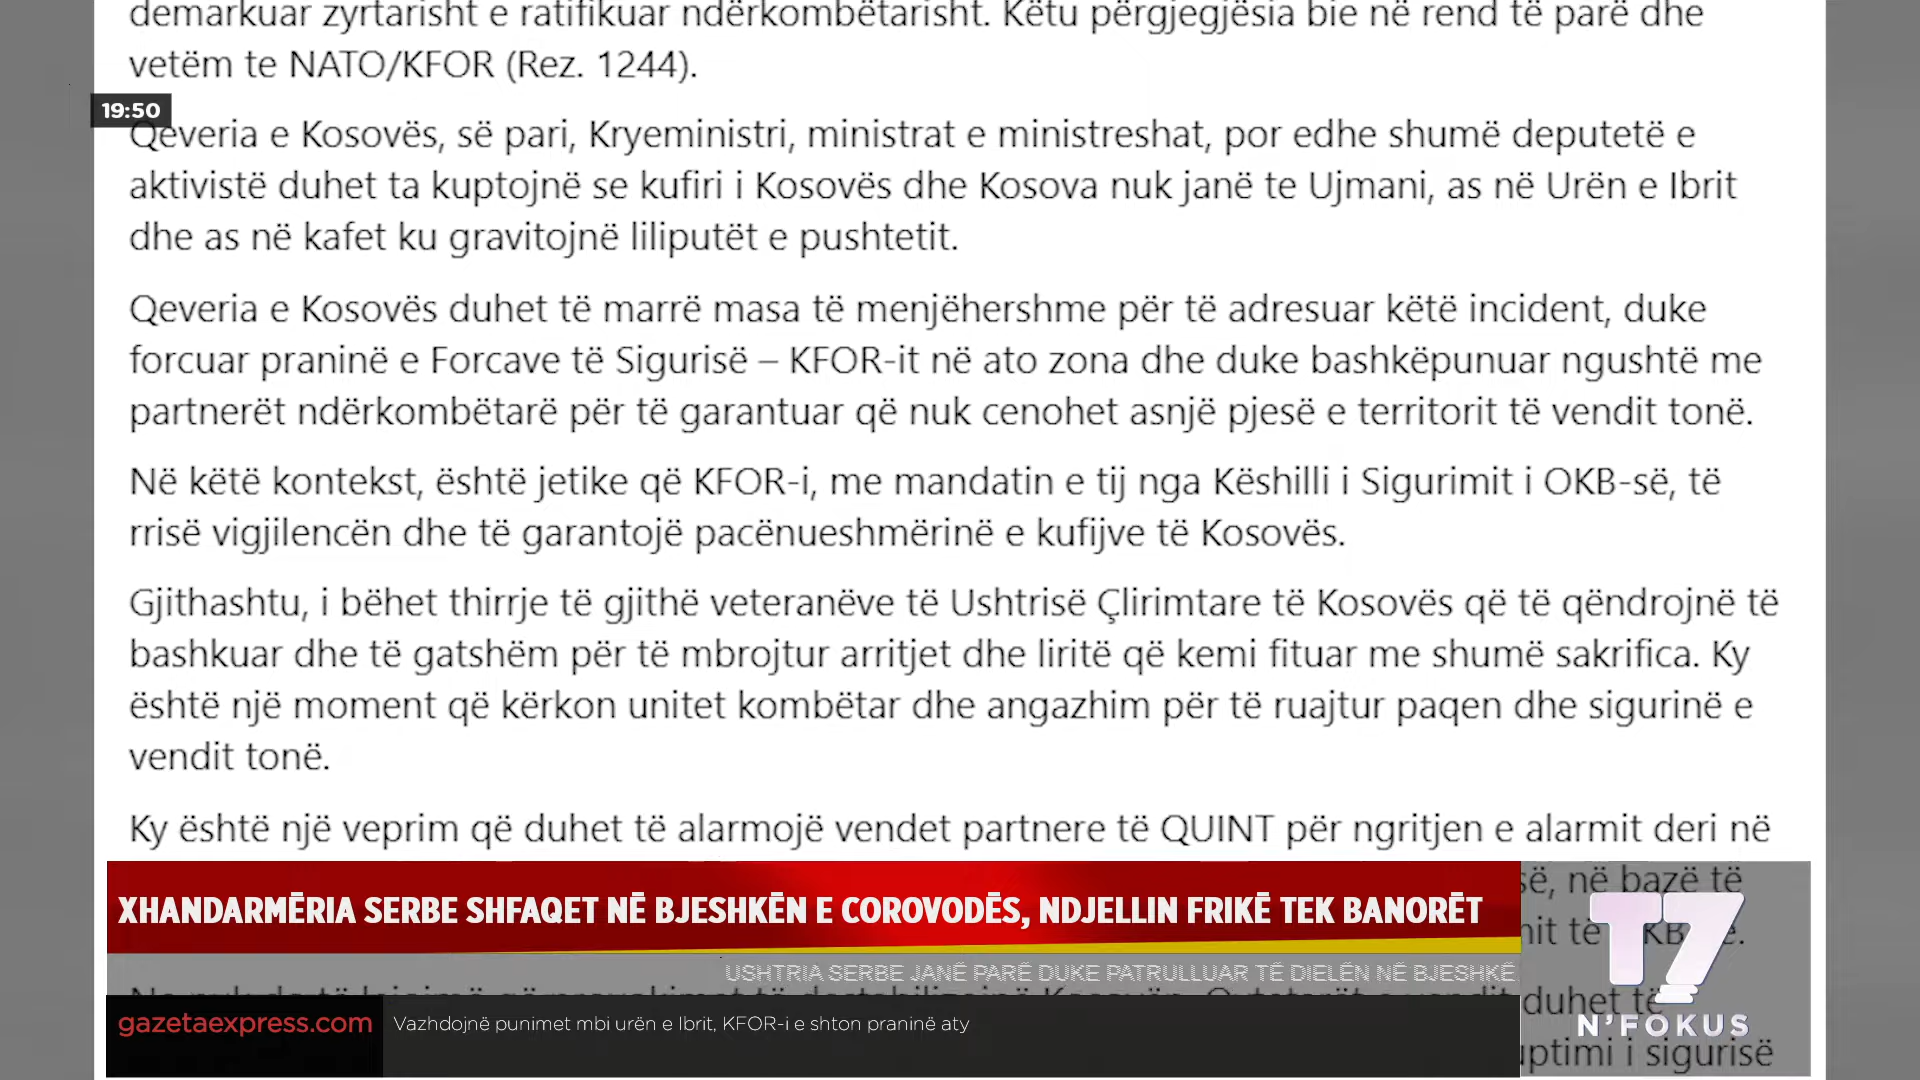 demarkuar zyrtarisht e ratifikuar ndërkombëtarisht. Këtu përgjegjësia bie në rend të parë dhe
vetëm te NATO/KFOR (Rez. 1244).
19:50
Qeveria e Kosovës, së pari, Kryeministri, ministrat e ministreshat, por edhe shumë deputetë e
aktivistë duhet ta kuptojnë se kufiri i Kosovës dhe Kosova nuk janë te Ujmani, as në Urën e Ibrit
dhe as në kafet ku gravitojnë liliputët e pushtetit.
Qeveria e Kosovës duhet të marrë masa të menjëhershme për të adresuar këtë incident, duke
forcuar praninë e Forcave të Sigurisë – KFOR-it në ato zona dhe duke bashkëpunuar ngushtë me
partnerët ndërkombëtarë për të garantuar që nuk cenohet asnjë pjesë e territorit të vendit tonë.
Në këtë kontekst, është jetike që KFOR-i, me mandatin e tij nga Këshilli i Sigurimit i OKB-së, të
rrisë vigjilencën dhe të garantojë pacënueshmërinë e kufijve të Kosovës.
Gjithashtu, i bëhet thirrje të gjithë veteranëve të Ushtrisë Çlirimtare të Kosovës që të qëndrojnë të
bashkuar dhe të gatshëm për të mbrojtur arritjet dhe liritë që kemi fituar me shumë sakrifica. Ky
është një moment që kërkon unitet kombëtar dhe angazhim për të ruajtur paqen dhe sigurinë e
vendit tonë.
Ky është një veprim që duhet të alarmojë vendet partnere të QUINT për ngritjen e alarmit deri në
së, në bazë të
XHANDARMËRIA SERBE SHFAQET NË BJESHKËN E COROVODËS, NDJELLIN FRIKË TEK BANORËT
T7
USHTRIA SERBE JANË PARË DUKE PATRULLUAR TË DIELËN NË BJESHKË
duhet të
gazetaexpress.com
Vazhdojnë punimet mbi urën e Ibrit, KFOR-i e shton praninë aty
N'FOKUS
i sigurisë